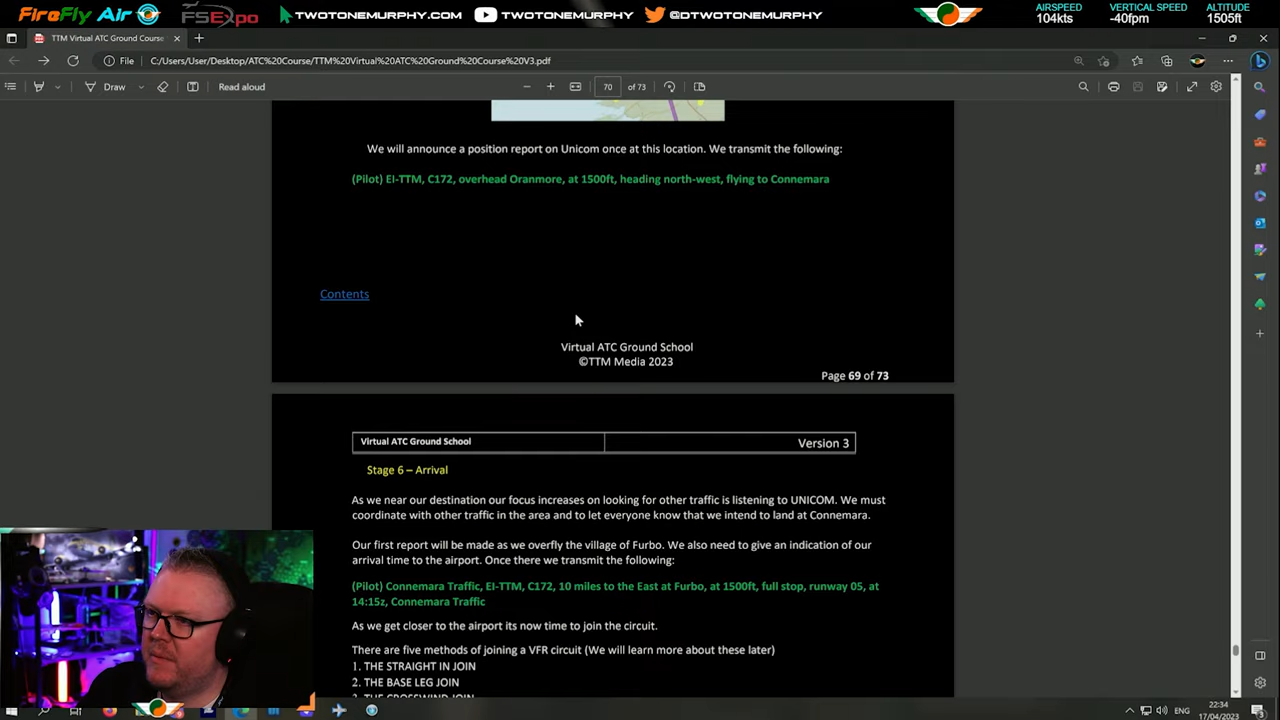 FireFly Air
FSExpo
TWOTONEMURPHY.COM
TWOTONEMURPHY
@DTWOTONEMURPHY
AIRSPEED
104kts
VERTICAL SPEED
-40fpm
ALTITUDE
1505ft
TTM Virtual ATC Ground Course
File
C:/Users/User/Desktop/ATC%20Course/TTM%20Virtual%20ATC%20Ground%20Course%20V3.pdf
Draw
Read aloud
70 of 73
We will announce a position report on Unicom once at this location. We transmit the following:
(Pilot) EI-TTM, C172, overhead Oranmore, at 1500ft, heading north-west, flying to Connemara
Contents
Virtual ATC Ground School
©TTM Media 2023
Page 69 of 73
Virtual ATC Ground School
Version 3
Stage 6 – Arrival
As we near our destination our focus increases on looking for other traffic is listening to UNICOM. We must
coordinate with other traffic in the area and to let everyone know that we intend to land at Connemara.
Our first report will be made as we overfly the village of Furbo. We also need to give an indication of our
arrival time to the airport. Once there we transmit the following:
(Pilot) Connemara Traffic, EI-TTM, C172, 10 miles to the East at Furbo, at 1500ft, full stop, runway 05, at
14:15z, Connemara Traffic
As we get closer to the airport its now time to join the circuit.
There are five methods of joining a VFR circuit (We will learn more about these later)
1. THE STRAIGHT IN JOIN
2. THE BASE LEG JOIN
3. THE CROSSWIND JOIN
ENG
22:34
17/04/2023